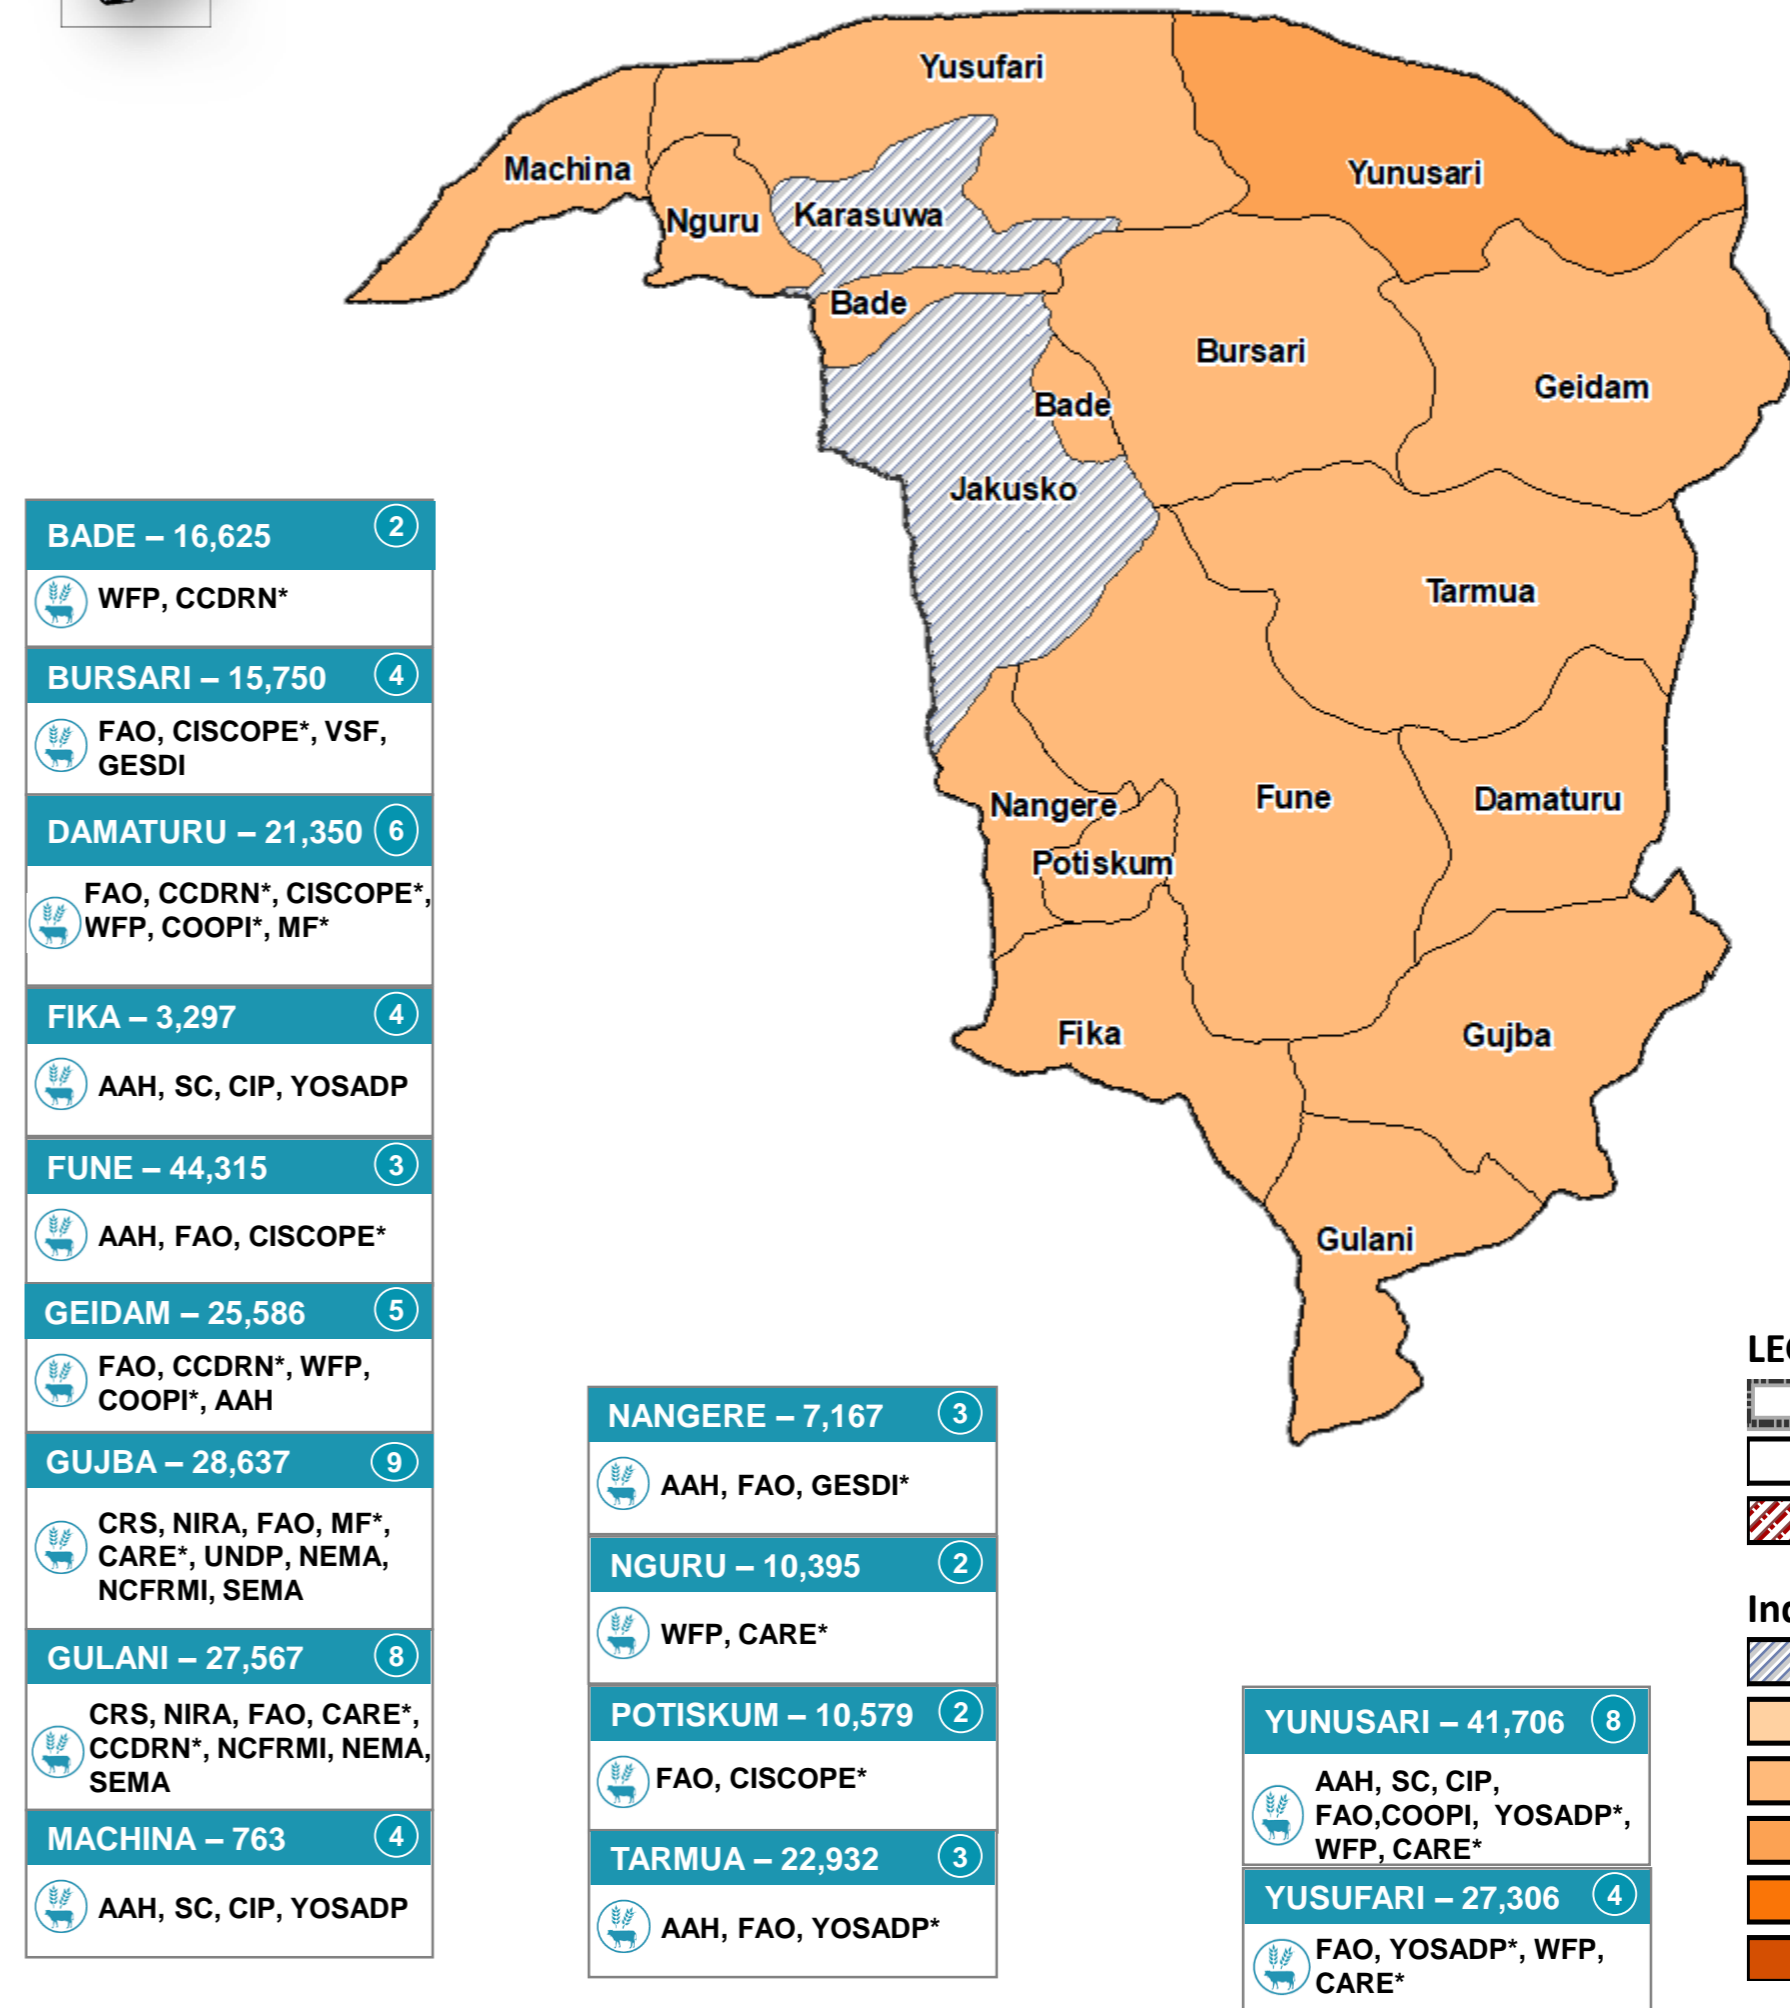 Yusufari
Machina
Yunusari
Nguru
Karasuwa
Bade
Bursari
Geidam
Bade
Jakusko
Tarmua
Nangere
Fune
Damaturu
Potiskum
Fika
Gujba
Gulani
BADE – 16,625 2
WFP, CCDRN*
BURSARI – 15,750 4
FAO, CISCOPE*, VSF,
GESDI
DAMATURU – 21,350 6
FAO, CCDRN*, CISCOPE*,
WFP, COOPI*, MF*
FIKA – 3,297 4
AAH, SC, CIP, YOSADP
FUNE – 44,315 3
AAH, FAO, CISCOPE*
GEIDAM – 25,586 5
FAO, CCDRN*, WFP,
COOPI*, AAH
GUJBA – 28,637 9
CRS, NIRA, FAO, MF*,
CARE*, UNDP, NEMA,
NCFRMI, SEMA
GULANI – 27,567 8
CRS, NIRA, FAO, CARE*,
CCDRN*, NCFRMI, NEMA,
SEMA
MACHINA – 763 4
AAH, SC, CIP, YOSADP
NANGERE – 7,167 3
AAH, FAO, GESDI*
NGURU – 10,395 2
WFP, CARE*
POTISKUM – 10,579 2
FAO, CISCOPE*
TARMUA – 22,932 3
AAH, FAO, YOSADP*
YUNUSARI – 41,706 8
AAH, SC, CIP,
FAO,COOPI, YOSADP*,
WFP, CARE*
YUSUFARI – 27,306 4
FAO, YOSADP*, WFP,
CARE*